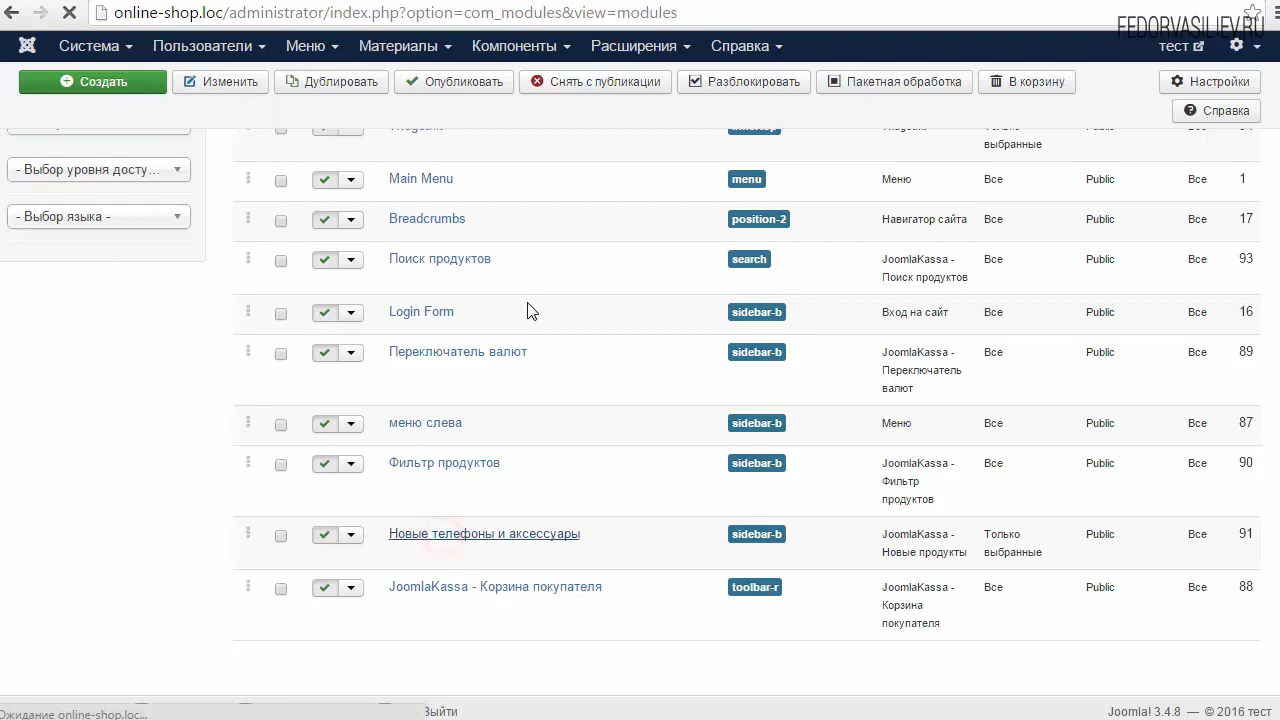 online-shop.loc/administrator/index.php?option=com_modules&view=modules
FEDORVASILIEV.RU
Система Пользователи Меню Материалы Компоненты Расширения Справка тест
Создать Изменить Дублировать Опубликовать Снять с публикации Разблокировать Пакетная обработка В корзину Настройки
Справка
выбранные
- Выбор уровня досту...
Main Menu menu Меню Все Public Все 1
- Выбор языка -
Breadcrumbs position-2 Навигатор сайта Все Public Все 17
Поиск продуктов search JoomlaKassa - Все Public Все 93
Поиск продуктов
Login Form sidebar-b Вход на сайт Все Public Все 16
Переключатель валют sidebar-b JoomlaKassa - Все Public Все 89
Переключатель
валют
меню слева sidebar-b Меню Все Public Все 87
Фильтр продуктов sidebar-b JoomlaKassa - Все Public Все 90
Фильтр
продуктов
Новые телефоны и аксессуары sidebar-b JoomlaKassa - Только Public Все 91
Новые продукты выбранные
JoomlaKassa - Корзина покупателя toolbar-r JoomlaKassa - Все Public Все 88
Корзина
покупателя
Ожидание online-shop.loc...
Выйти
Joomla! 3.4.8 — © 2016 тест